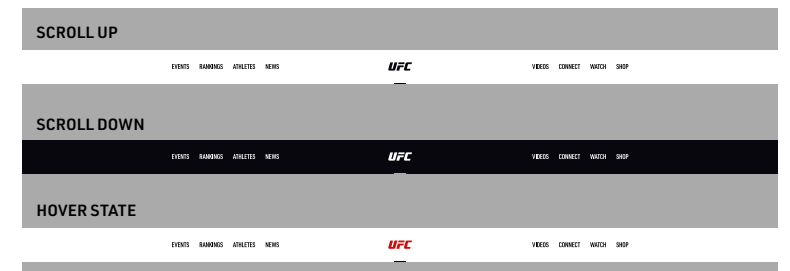 SCROLL UP
EVENTS RANKINGS ATHLETES NEWS UFC VIDEOS CONNECT WATCH SHOP
SCROLL DOWN
EVENTS RANKINGS ATHLETES NEWS UFC VIDEOS CONNECT WATCH SHOP
HOVER STATE
EVENTS RANKINGS ATHLETES NEWS UFC VIDEOS CONNECT WATCH SHOP